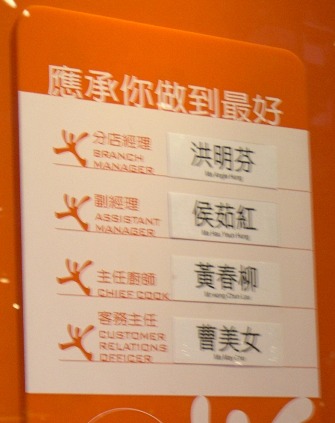 應承你做到最好
分店經理
BRANCH
MANAGER
洪明芬
副經理
ASSISTANT
MANAGER
侯茹紅
主任廚師
CHIEF COOK
黃春柳
客務主任
CUSTOMER
RELATIONS
OFFICER
曹美女